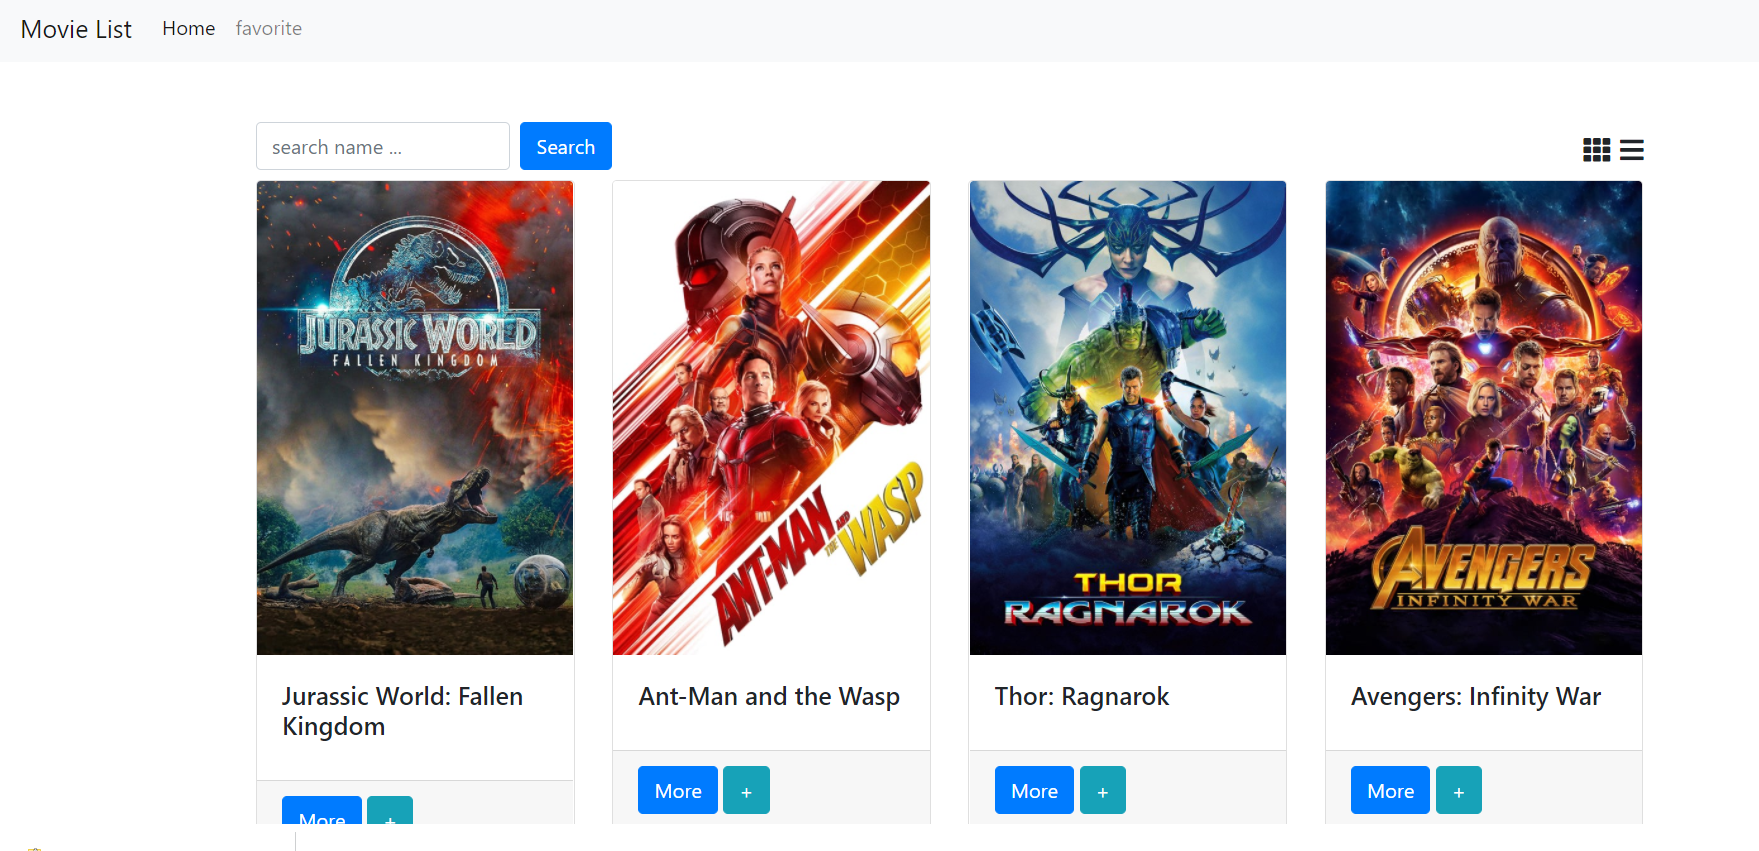 Movie List Home favorite
search name ... Search
JURASSIC WORLD
FALLEN KINGDOM
ANT-MAN
AND
THE
WASP
THOR
RAGNAROK
AVENGERS
INFINITY WAR
Jurassic World: Fallen
Kingdom
Ant-Man and the Wasp
Thor: Ragnarok
Avengers: Infinity War
More +
More +
More +
More +